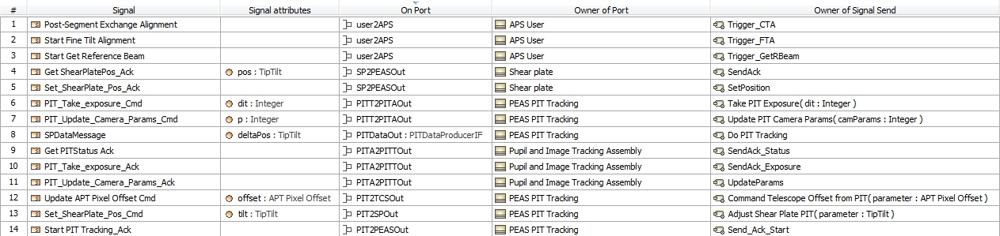 # Signal Signal attributes On Port Owner of Port Owner of Signal Send
1 Post-Segment Exchange Alignment user2APS APS User Trigger_CTA
2 Start Fine Tilt Alignment user2APS APS User Trigger_FTA
3 Start Get Reference Beam user2APS APS User Trigger_GetRBeam
4 Get ShearPlatePos_Ack pos : TipTilt SP2PEASOut Shear plate SendAck
5 Set_ShearPlate_Pos_Ack SP2PEASOut Shear plate SetPosition
6 PIT_Take_exposure_Cmd dit : Integer PITT2PITAOut PEAS PIT Tracking Take PIT Exposure( dit : Integer )
7 PIT_Update_Camera_Params_Cmd p : Integer PITT2PITAOut PEAS PIT Tracking Update PIT Camera Params( camParams : Integer )
8 SPDataMessage deltaPos : TipTilt PITDataOut : PITDataProducerIF PEAS PIT Tracking Do PIT Tracking
9 Get PITStatus Ack PITA2PITTOut Pupil and Image Tracking Assembly SendAck_Status
10 PIT_Take_exposure_Ack PITA2PITTOut Pupil and Image Tracking Assembly SendAck_Exposure
11 PIT_Update_Camera_Params_Ack PITA2PITTOut Pupil and Image Tracking Assembly UpdateParams
12 Update APT Pixel Offset Cmd offset : APT Pixel Offset PIT2TCSOut PEAS PIT Tracking Command Telescope Offset from PIT( parameter : APT Pixel Offset )
13 Set_ShearPlate_Pos_Cmd tilt : TipTilt PIT2SPOut PEAS PIT Tracking Adjust Shear Plate PIT( parameter : TipTilt )
14 Start PIT Tracking_Ack PIT2PEASOut PEAS PIT Tracking Send_Ack_Start